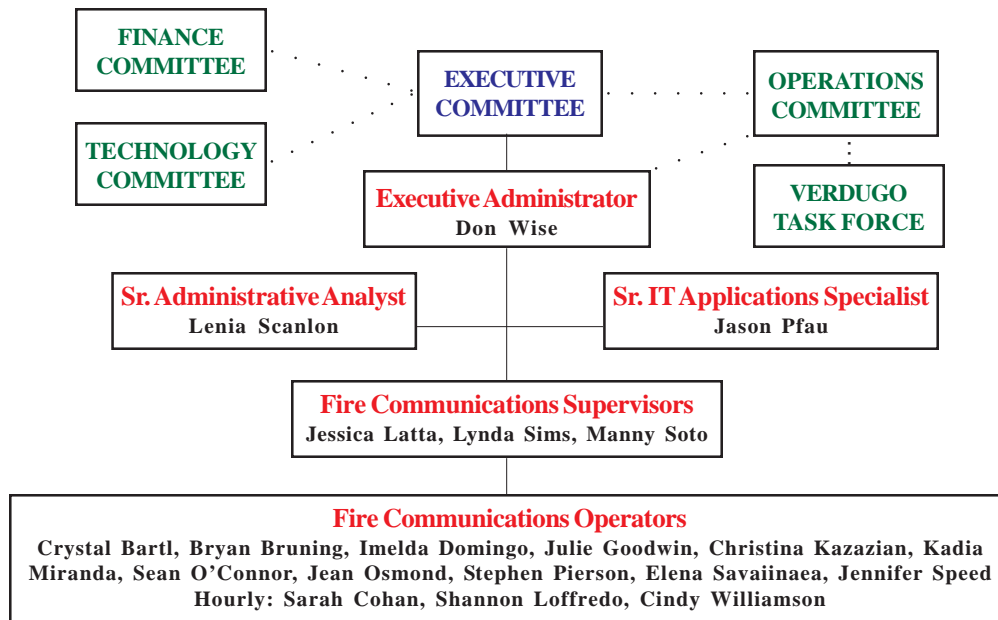 FINANCE
COMMITTEE
EXECUTIVE
COMMITTEE
OPERATIONS
COMMITTEE
TECHNOLOGY
COMMITTEE
Executive Administrator
Don Wise
VERDUGO
TASK FORCE
Sr. Administrative Analyst
Lenia Scanlon
Sr. IT Applications Specialist
Jason Pfau
Fire Communications Supervisors
Jessica Latta, Lynda Sims, Manny Soto
Fire Communications Operators
Crystal Bartl, Bryan Bruning, Imelda Domingo, Julie Goodwin, Christina Kazazian, Kadia
Miranda, Sean O’Connor, Jean Osmond, Stephen Pierson, Elena Savaiinaea, Jennifer Speed
Hourly: Sarah Cohan, Shannon Loffredo, Cindy Williamson